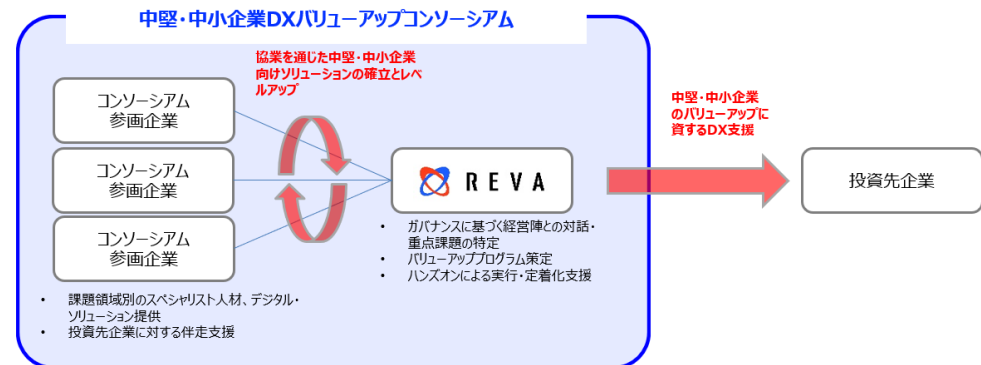 中堅・中小企業DXバリューアップコンソーシアム
協業を通じた中堅・中小企業
向けソリューションの確立とレベ
ルアップ
コンソーシアム
参画企業
コンソーシアム
参画企業
コンソーシアム
参画企業
REVA
• ガバナンスに基づく経営陣との対話・
重点課題の特定
• バリューアッププログラム策定
• ハンズオンによる実行・定着化支援
• 課題領域別のスペシャリスト人材、デジタル・
ソリューション提供
• 投資先企業に対する伴走支援
中堅・中小企業
のバリューアップに
資するDX支援
投資先企業